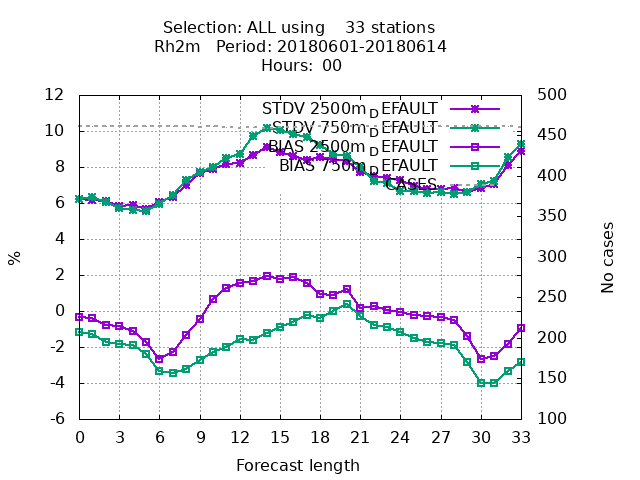 Selection: ALL using    33 stations
Rh2m   Period: 20180601-20180614
Hours: 00
STDV 2500m_DEFAULT
STDV 750m_DEFAULT
BIAS 2500m_DEFAULT
BIAS 750m_DEFAULT
CASES
12
10
8
6
4
2
0
-2
-4
-6
%
500
450
400
350
300
250
200
150
100
No cases
0 3 6 9 12 15 18 21 24 27 30 33
Forecast length